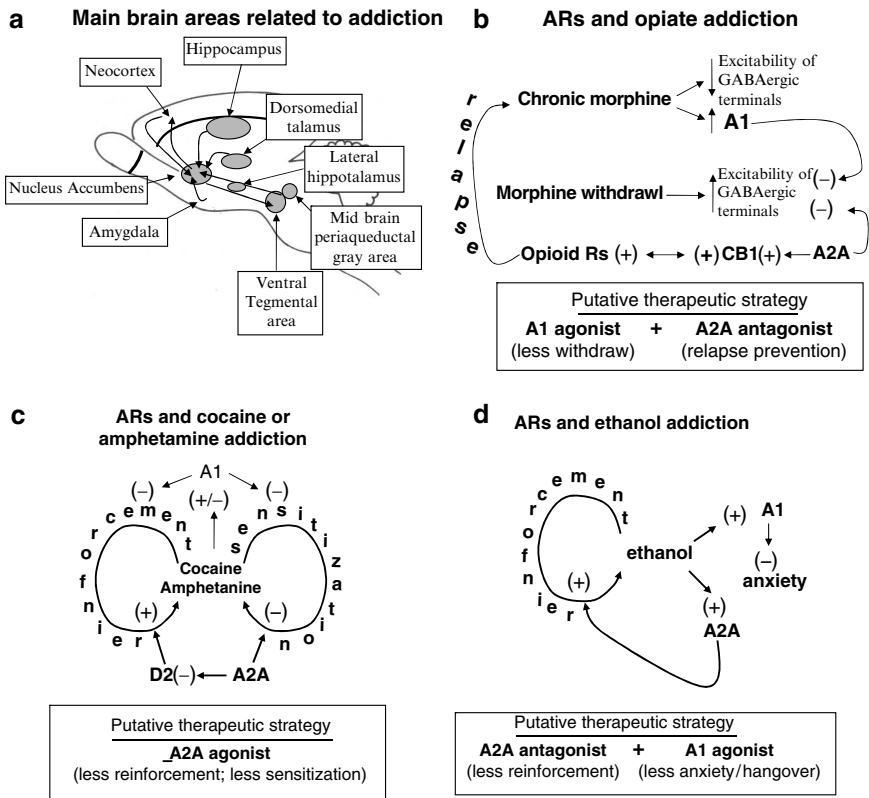 a Main brain areas related to addiction
Hippocampus
Neocortex
Dorsomedial
talamus
Lateral
hippotalamus
Nucleus Accumbens
Amygdala
Mid brain
periaqueductal
gray area
Ventral
Tegmental
area
b ARs and opiate addiction
relapse
Chronic morphine
Excitability of
GABAergic
terminals
A1
Morphine withdrawl
Excitability of
GABAergic
terminals
(–)
(–)
Opioid Rs (+) (+) CB1(+) A2A
Putative therapeutic strategy
A1 agonist + A2A antagonist
(less withdraw) (relapse prevention)
c ARs and cocaine or
amphetamine addiction
A1
(–) (+/–) (–)
reinforcement
sensitization
Cocaine
Amphetanine
(+) (–)
D2(–) A2A
Putative therapeutic strategy
_A2A agonist
(less reinforcement; less sensitization)
d ARs and ethanol addiction
reinforcement
ethanol
(+) A1
(–)
anxiety
(+)
(+)
A2A
Putative therapeutic strategy
A2A antagonist + A1 agonist
(less reinforcement) (less anxiety/hangover)